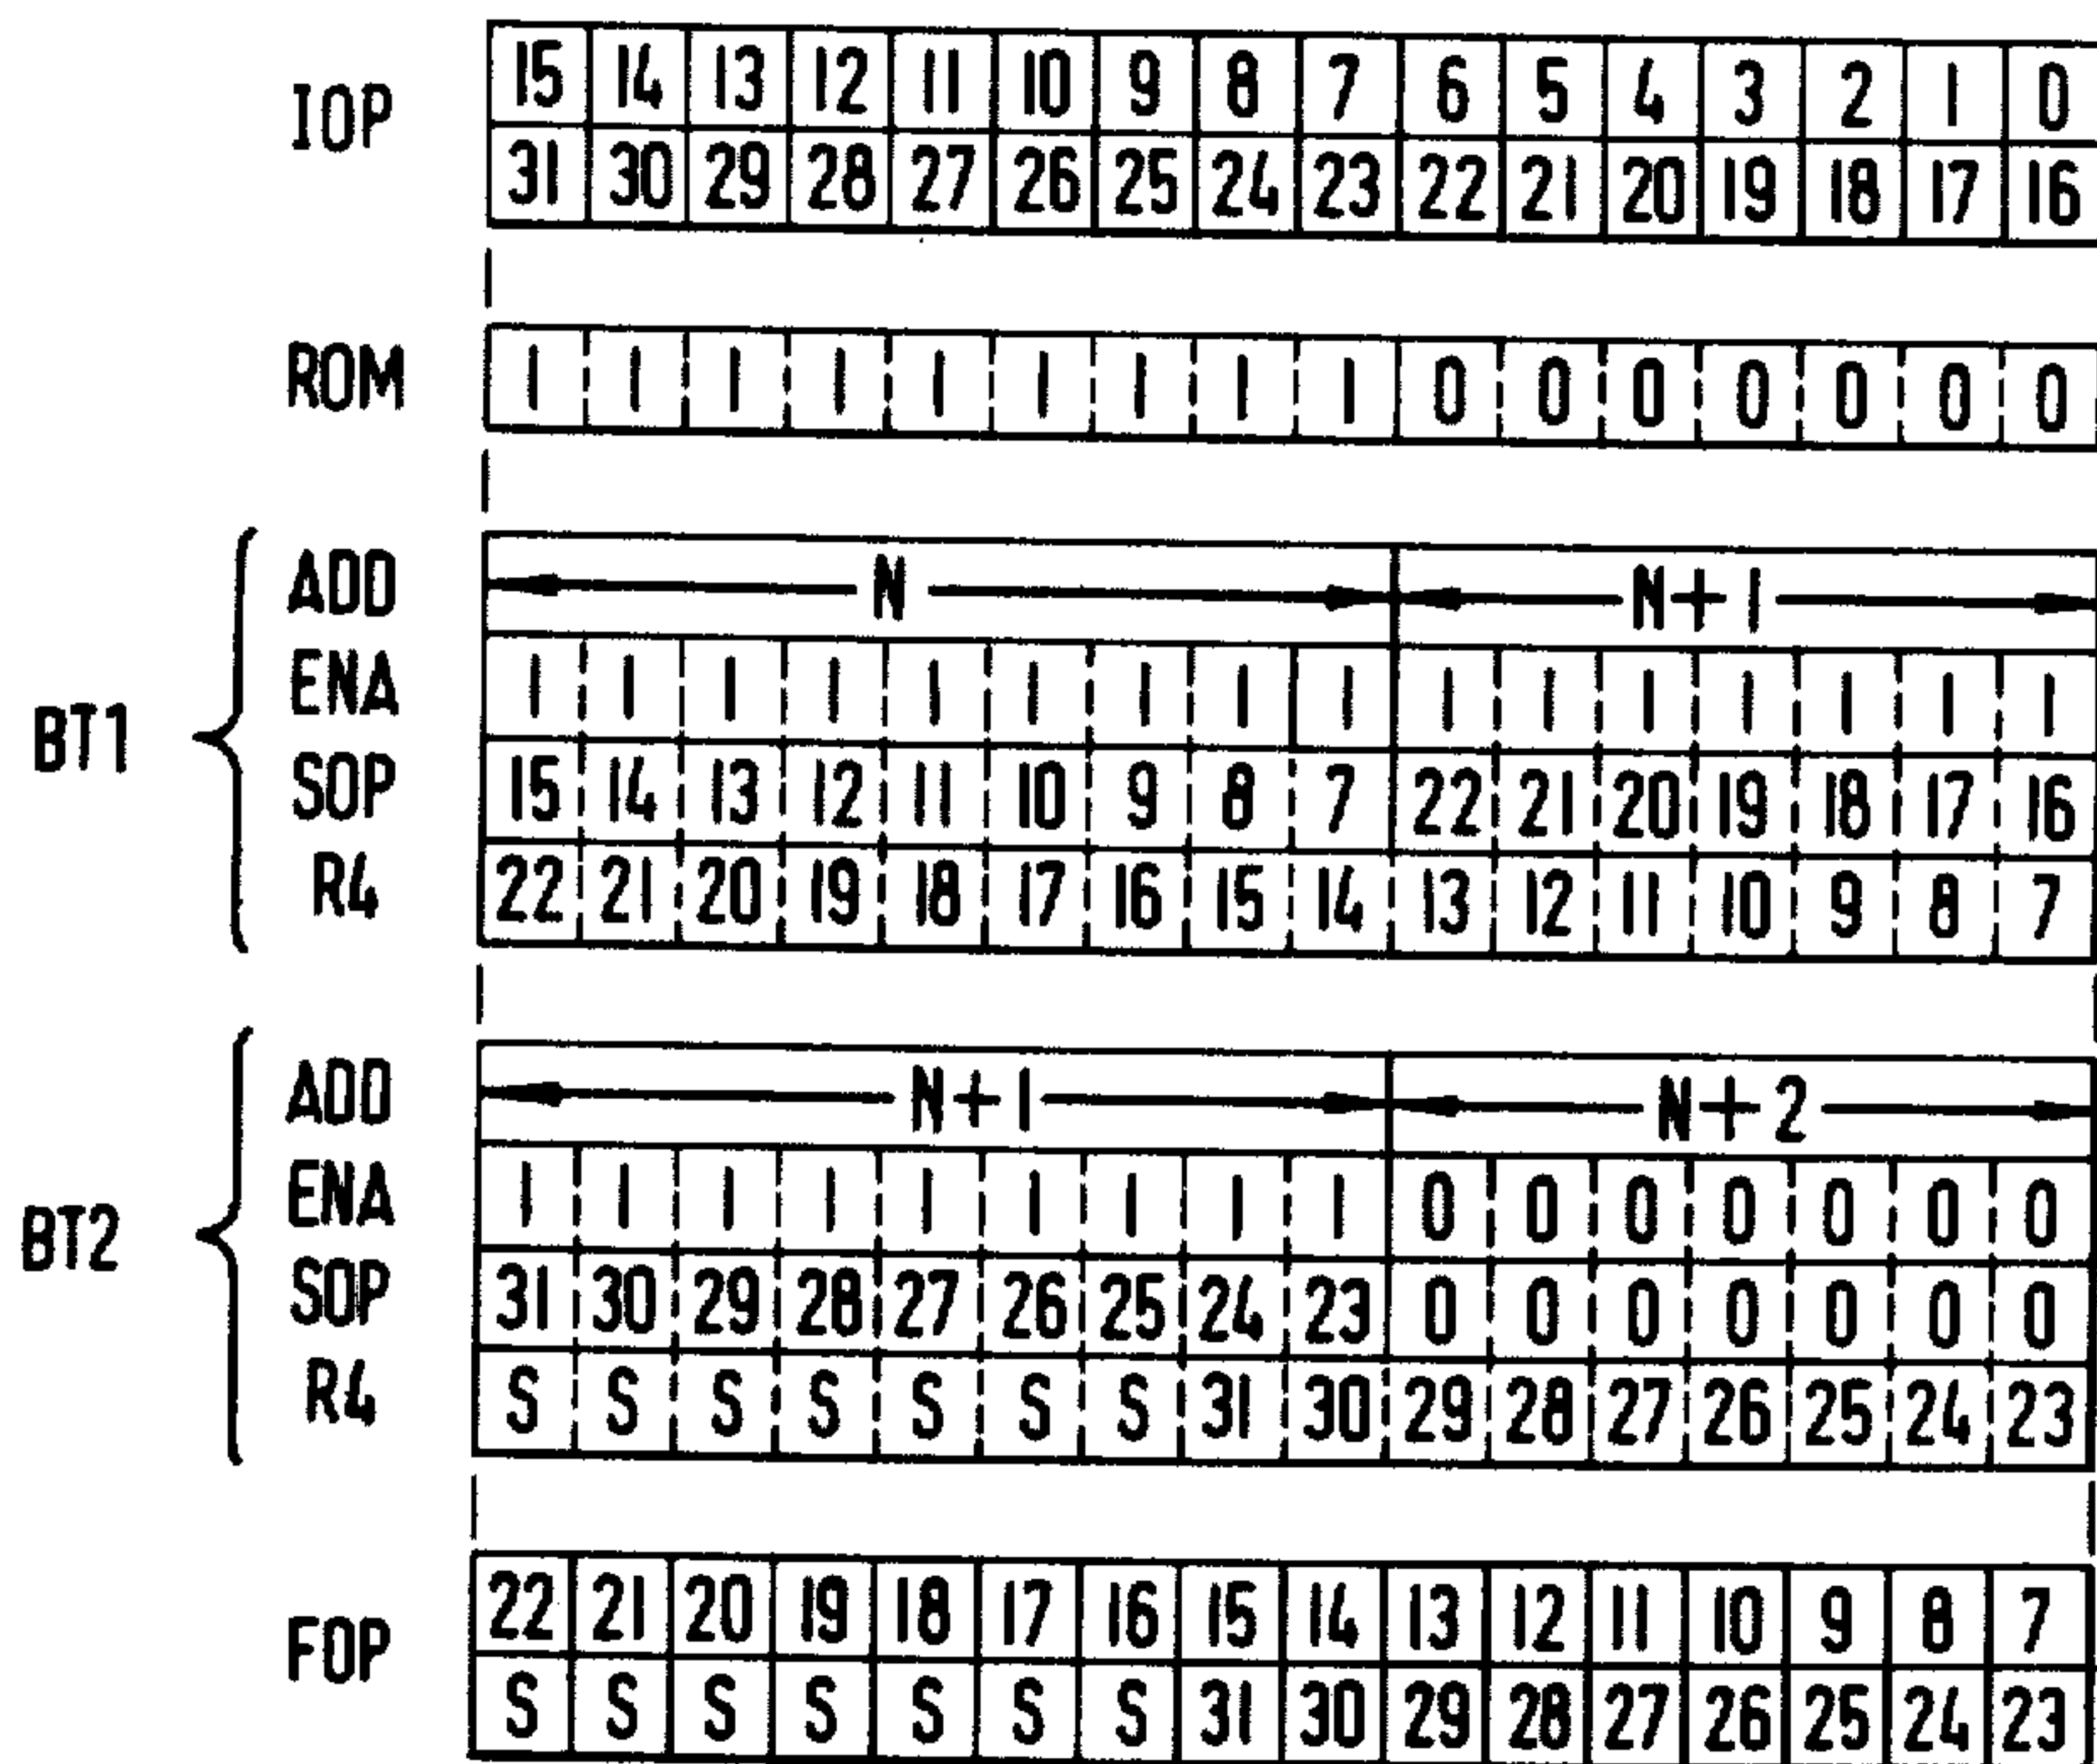 IOP 15 14 13 12 11 10 9 8 7 6 5 4 3 2 1 0
31 30 29 28 27 26 25 24 23 22 21 20 19 18 17 16
ROM 1 1 1 1 1 1 1 1 1 0 0 0 0 0 0 0
BT1
ADD N N+1
ENA 1 1 1 1 1 1 1 1 1 1 1 1 1 1 1 1
SOP 15 14 13 12 11 10 9 8 7 22 21 20 19 18 17 16
R4 22 21 20 19 18 17 16 15 14 13 12 11 10 9 8 7
BT2
ADD N+1 N+2
ENA 1 1 1 1 1 1 1 1 1 0 0 0 0 0 0 0
SOP 31 30 29 28 27 26 25 24 23 0 0 0 0 0 0 0
R4 S S S S S S S 31 30 29 28 27 26 25 24 23
FOP 22 21 20 19 18 17 16 15 14 13 12 11 10 9 8 7
S S S S S S S 31 30 29 28 27 26 25 24 23